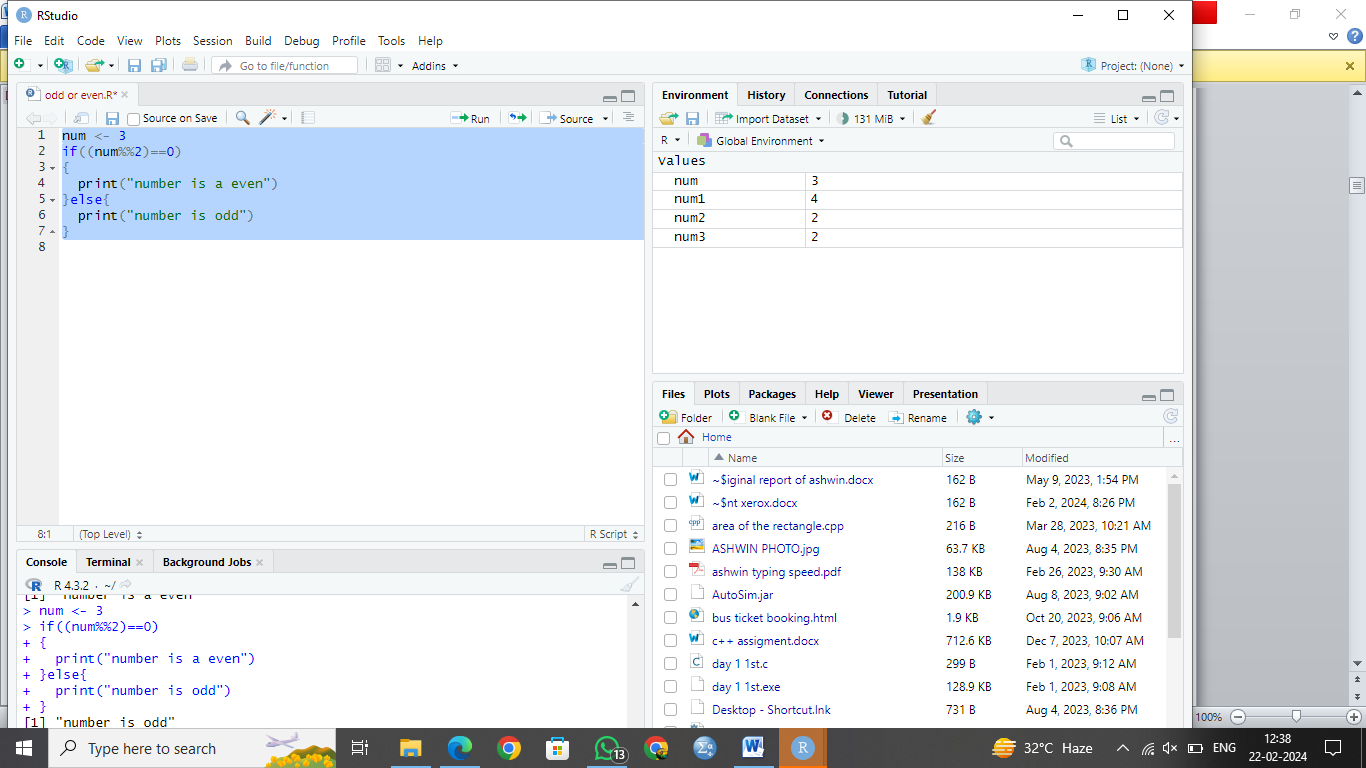 RStudio
File Edit Code View Plots Session Build Debug Profile Tools Help
Go to file/function Addins Project: (None)
odd or even.R*
Source on Save Run Source
1 num <- 3
2 if((num%%2)==0)
3 {
4 print("number is a even")
5 }else{
6 print("number is odd")
7 }
8
8:1 (Top Level) R Script
Console Terminal Background Jobs
R 4.3.2 · ~/
[1] "number is a even"
> num <- 3
> if((num%%2)==0)
+ {
+ print("number is a even")
+ }else{
+ print("number is odd")
+ }
[1] "number is odd"
Environment History Connections Tutorial
Import Dataset 131 MiB List
R Global Environment
Values
num 3
num1 4
num2 2
num3 2
Files Plots Packages Help Viewer Presentation
Folder Blank File Delete Rename
Home ...
Name Size Modified
~$iginal report of ashwin.docx 162 B May 9, 2023, 1:54 PM
~$nt xerox.docx 162 B Feb 2, 2024, 8:26 PM
area of the rectangle.cpp 216 B Mar 28, 2023, 10:21 AM
ASHWIN PHOTO.jpg 63.7 KB Aug 4, 2023, 8:35 PM
ashwin typing speed.pdf 138 KB Feb 26, 2023, 9:30 AM
AutoSim.jar 200.9 KB Aug 8, 2023, 9:02 AM
bus ticket booking.html 1.9 KB Oct 20, 2023, 9:06 AM
c++ assigment.docx 712.6 KB Dec 7, 2023, 10:07 AM
day 1 1st.c 299 B Feb 1, 2023, 9:12 AM
day 1 1st.exe 128.9 KB Feb 1, 2023, 9:08 AM
Desktop - Shortcut.lnk 731 B Aug 4, 2023, 8:36 PM
100%
Type here to search
13
32°C Haze
ENG
12:38
22-02-2024